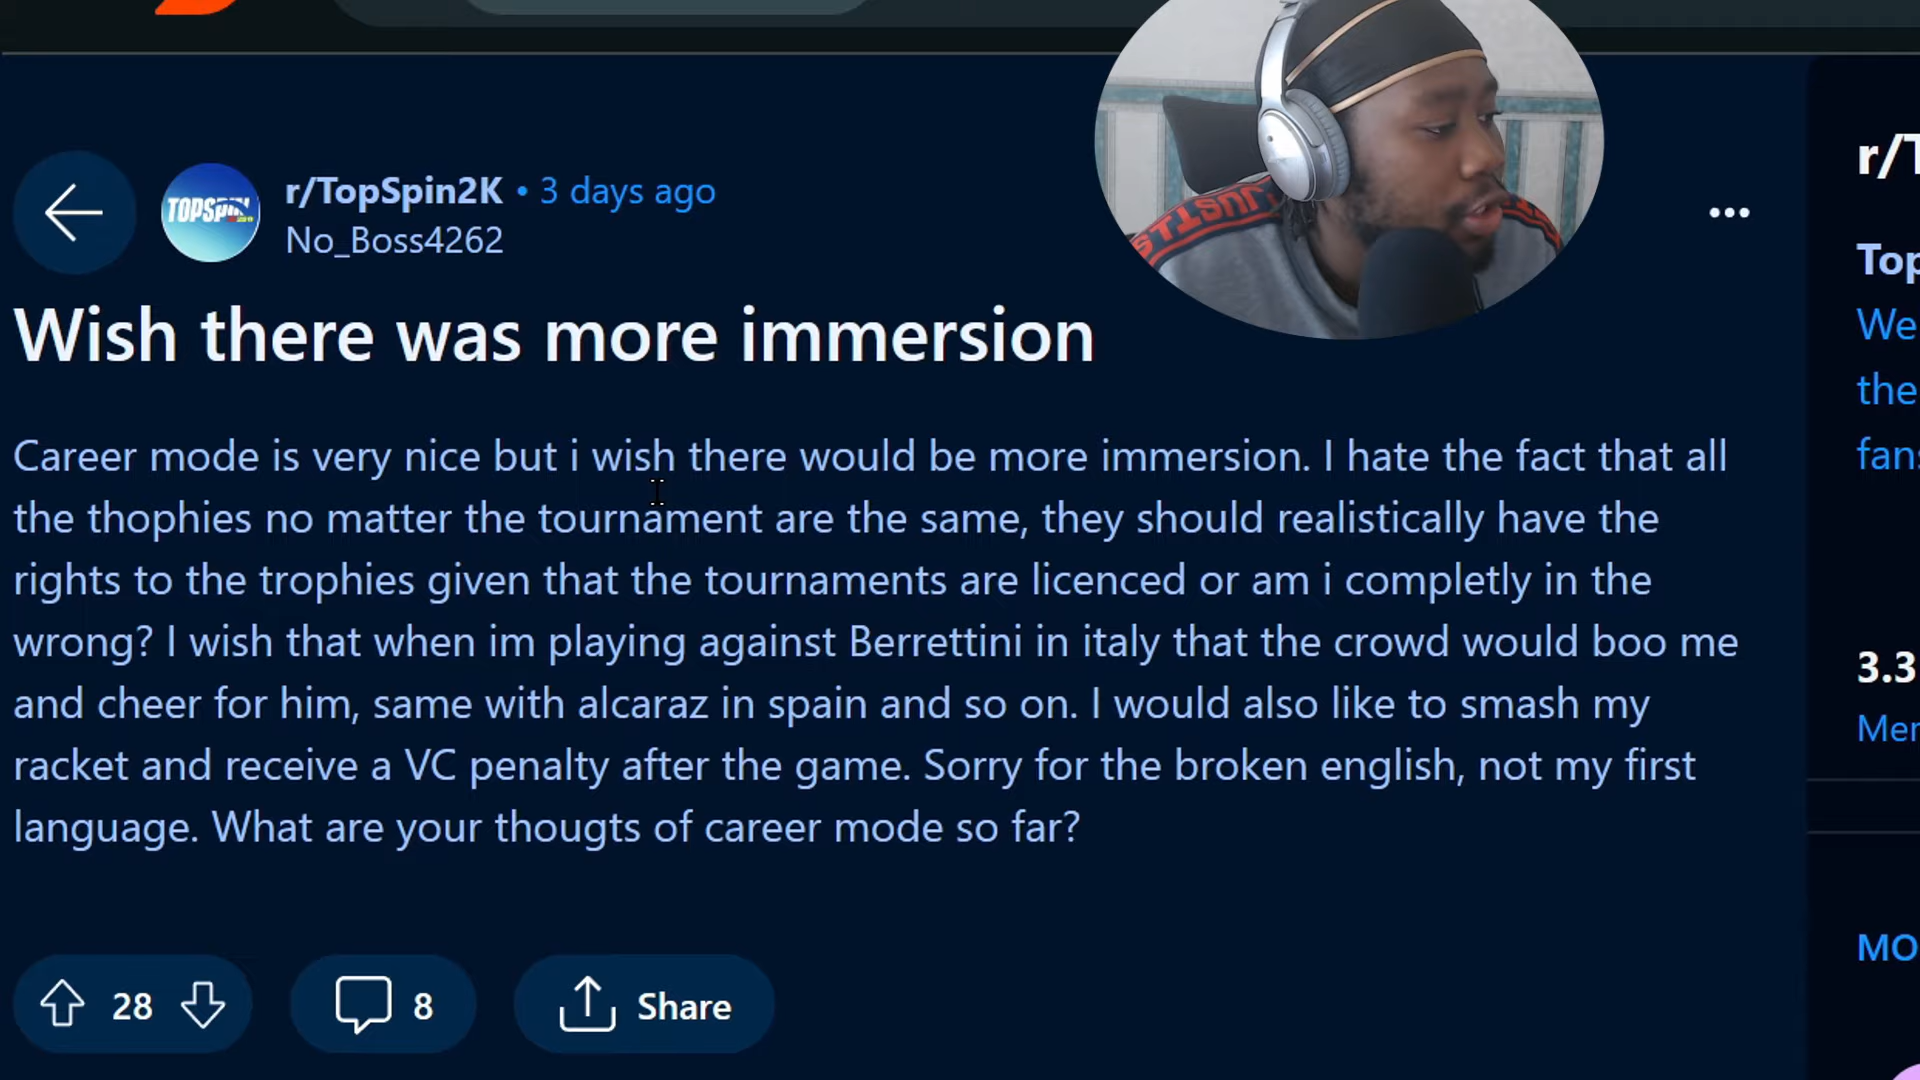 r/TopSpin2K • 3 days ago
No_Boss4262
TOPSPIN
Wish there was more immersion
Career mode is very nice but i wish there would be more immersion. I hate the fact that all
the thophies no matter the tournament are the same, they should realistically have the
rights to the trophies given that the tournaments are licenced or am i completly in the
wrong? I wish that when im playing against Berrettini in italy that the crowd would boo me
and cheer for him, same with alcaraz in spain and so on. I would also like to smash my
racket and receive a VC penalty after the game. Sorry for the broken english, not my first
language. What are your thougts of career mode so far?
28
8
Share
r/T
Top
We
the
fans
3.3
Mer
MO